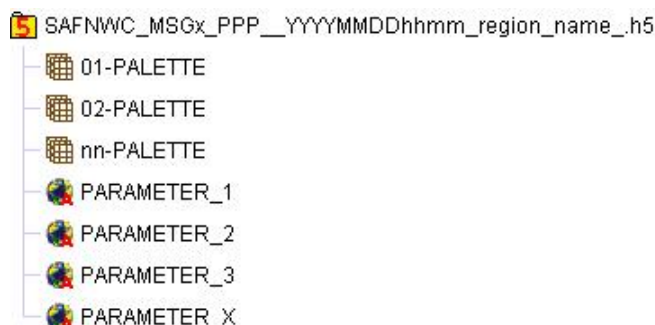 SAFNWC_MSGx_PPP__YYYYMMDDhhmm_region_name_.h5
01-PALETTE
02-PALETTE
nn-PALETTE
PARAMETER_1
PARAMETER_2
PARAMETER_3
PARAMETER_X